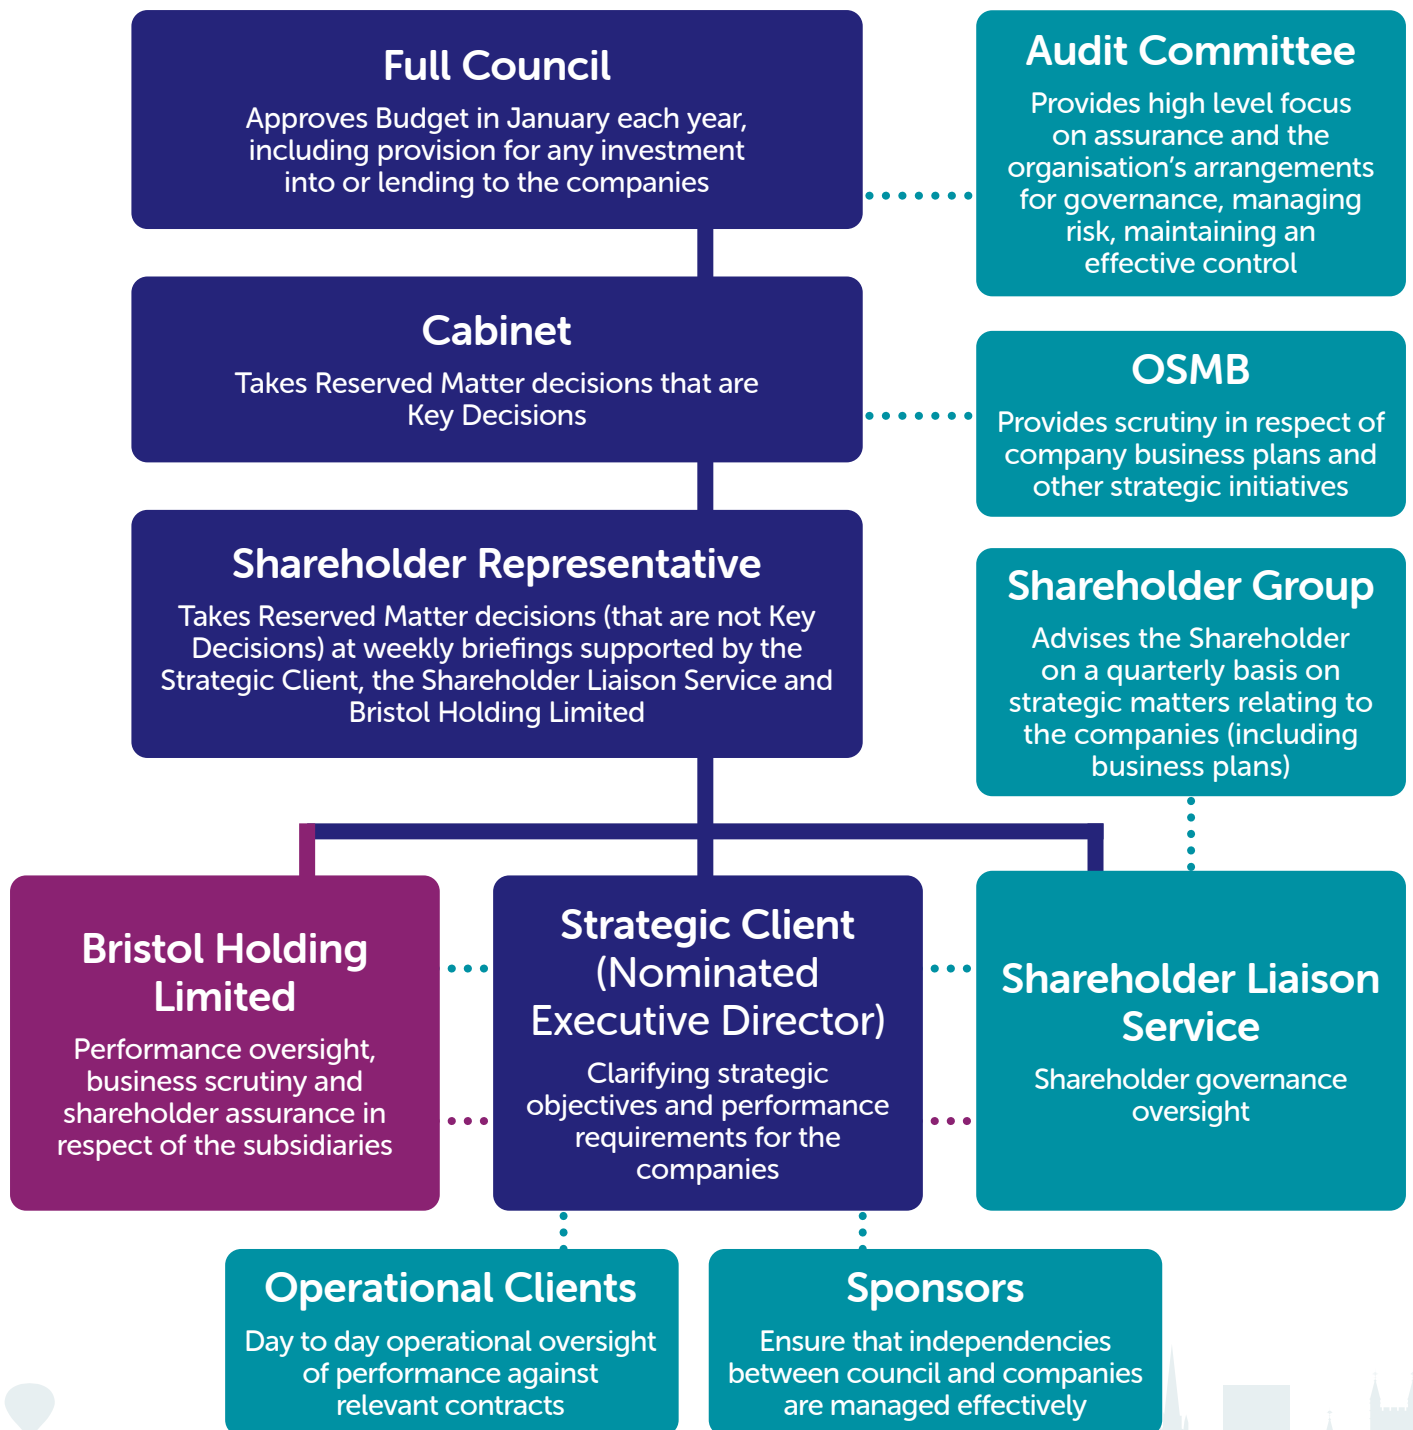 Full Council
Approves Budget in January each year,
including provision for any investment
into or lending to the companies
Audit Committee
Provides high level focus
on assurance and the
organisation's arrangements
for governance, managing
risk, maintaining an
effective control
Cabinet
Takes Reserved Matter decisions that are
Key Decisions
OSMB
Provides scrutiny in respect of
company business plans and
other strategic initiatives
Shareholder Representative
Takes Reserved Matter decisions (that are not Key
Decisions) at weekly briefings supported by the
Strategic Client, the Shareholder Liaison Service and
Bristol Holding Limited
Shareholder Group
Advises the Shareholder
on a quarterly basis on
strategic matters relating to
the companies (including
business plans)
Bristol Holding
Limited
Performance oversight,
business scrutiny and
shareholder assurance in
respect of the subsidiaries
Strategic Client
(Nominated
Executive Director)
Clarifying strategic
objectives and performance
requirements for the
companies
Shareholder Liaison
Service
Shareholder governance
oversight
Operational Clients
Day to day operational oversight
of performance against
relevant contracts
Sponsors
Ensure that independencies
between council and companies
are managed effectively